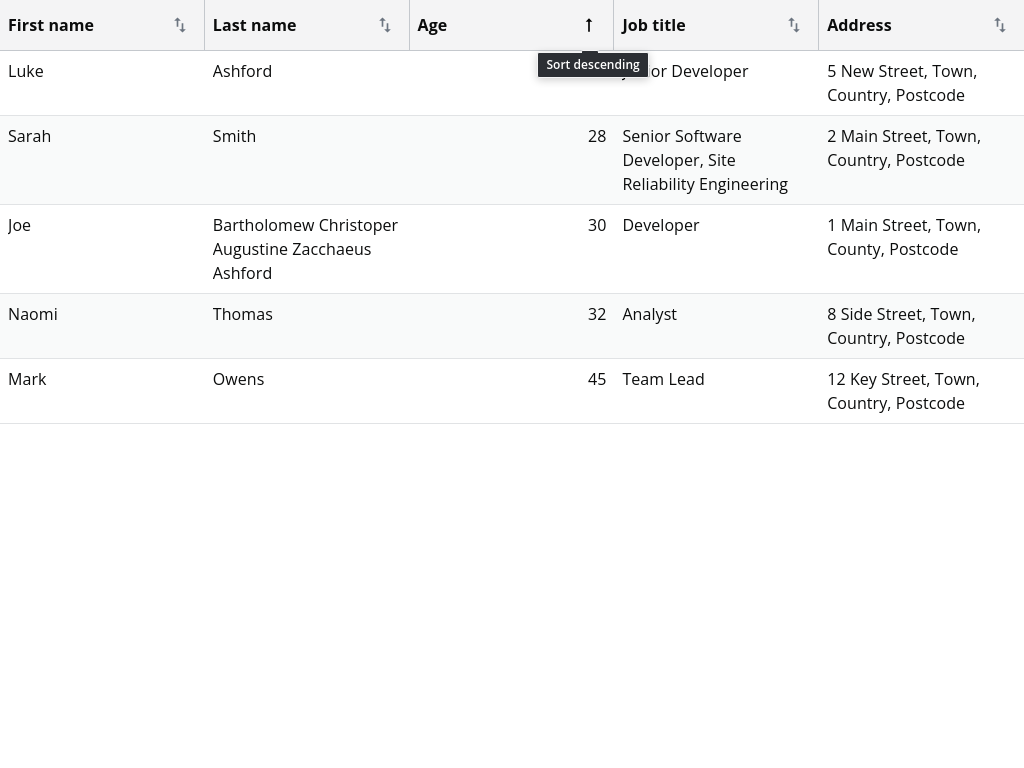 First name Last name Age Job title Address
Sort descending
Luke Ashford Developer 5 New Street, Town,
Country, Postcode
Sarah Smith 28 Senior Software 2 Main Street, Town,
Developer, Site Country, Postcode
Reliability Engineering
Joe Bartholomew Christoper 30 Developer 1 Main Street, Town,
Augustine Zacchaeus County, Postcode
Ashford
Naomi Thomas 32 Analyst 8 Side Street, Town,
Country, Postcode
Mark Owens 45 Team Lead 12 Key Street, Town,
Country, Postcode